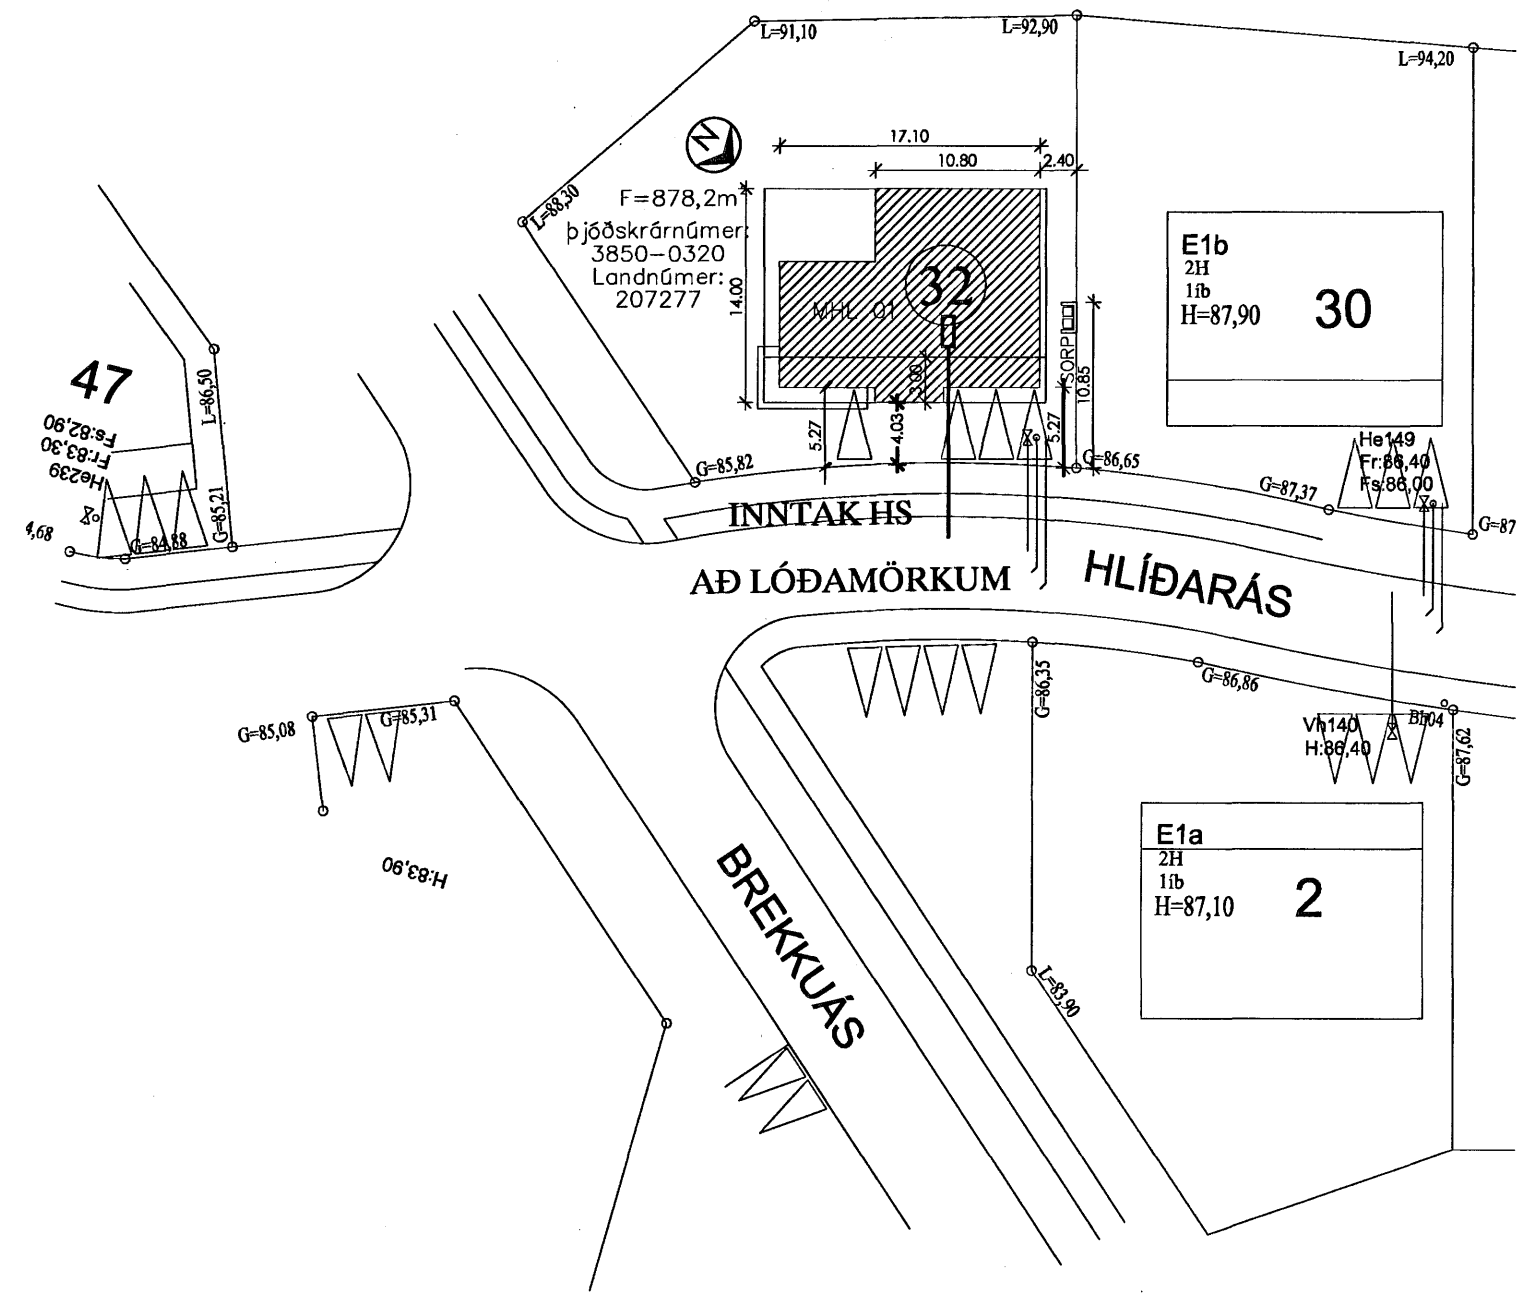 L=91,10
L=92,90
L=94,20
N
17.10
10.80
2.40
L=88,30
F=878,2m
þjóðskrárnúmer:
3850-0320
Landnúmer:
207277
14.00
32
MHL 01
SORP
10.85
3.00
5.27
4.03
5.27
E1b
2H
1íb
H=87,90
30
47
Fs:82,90
Fr:83,30
He239
L=86,50
G=85,21
G=84,88
4,68
G=85,82
G=86,65
G=87,37
He149
Fr:86,40
Fs:86,00
G=87
INNTAK HS
AÐ LÓÐAMÖRKUM
HLÍÐARÁS
G=86,35
G=86,86
G=85,08
G=85,31
Vh140
H:86,40
Bh04
G=87,62
H:83,90
BREKKUÁS
E1a
2H
1íb
H=87,10
2
L=83,90